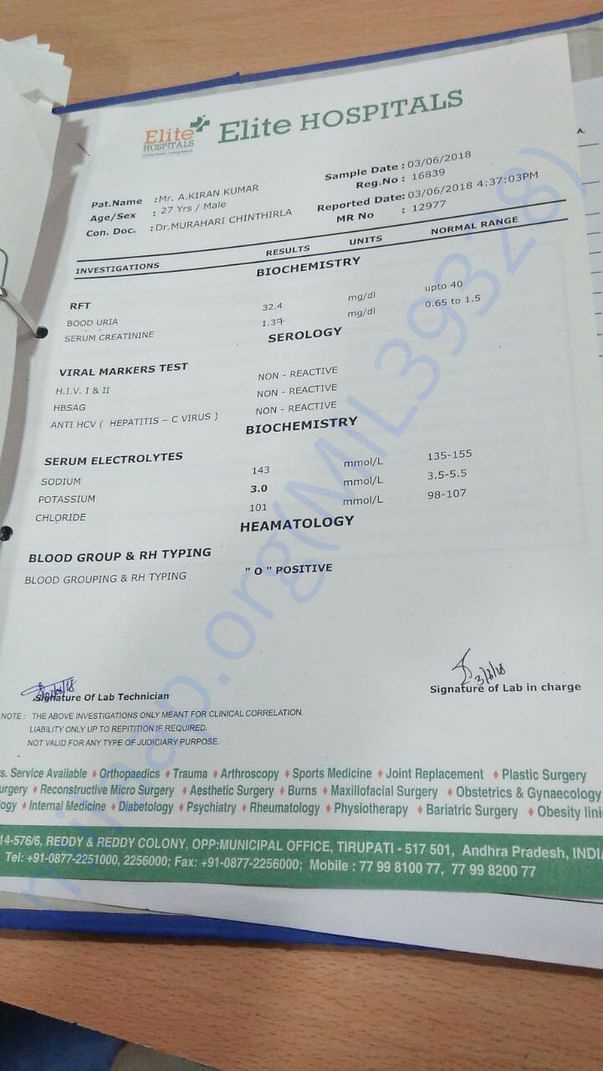 Elite HOSPITALS
Elite
HOSPITALS
Pat.Name : Mr. A.KIRAN KUMAR
Age/Sex : 27 Yrs / Male
Con. Doc. : Dr.MURAHARI CHINTHIRLA
Sample Date : 03/06/2018
Reg.No : 16839
Reported Date: 03/06/2018 4:37:03PM
MR No : 12977
INVESTIGATIONS RESULTS UNITS NORMAL RANGE
BIOCHEMISTRY
RFT
BOOD URIA 32.4 mg/dl upto 40
SERUM CREATININE 1.37 mg/dl 0.65 to 1.5
SEROLOGY
VIRAL MARKERS TEST
H.I.V. I & II NON - REACTIVE
HBSAG NON - REACTIVE
ANTI HCV ( HEPATITIS – C VIRUS ) NON - REACTIVE
BIOCHEMISTRY
SERUM ELECTROLYTES
SODIUM 143 mmol/L 135-155
POTASSIUM 3.0 mmol/L 3.5-5.5
CHLORIDE 101 mmol/L 98-107
HEAMATOLOGY
BLOOD GROUP & RH TYPING
BLOOD GROUPING & RH TYPING " O " POSITIVE
3/6/18
Signature Of Lab Technician
Signature of Lab in charge
NOTE : THE ABOVE INVESTIGATIONS ONLY MEANT FOR CLINICAL CORRELATION.
LIABILITY ONLY UP TO REPITITION IF REQUIRED.
NOT VALID FOR ANY TYPE OF JUDICIARY PURPOSE.
s. Service Available ♦ Orthopaedics ♦ Trauma ♦ Arthroscopy ♦ Sports Medicine ♦ Joint Replacement ♦ Plastic Surgery
urgery ♦ Reconstructive Micro Surgery ♦ Aesthetic Surgery ♦ Burns ♦ Maxillofacial Surgery ♦ Obstetrics & Gynaecology
ogy ♦ Internal Medicine ♦ Diabetology ♦ Psychiatry ♦ Rheumatology ♦ Physiotherapy ♦ Bariatric Surgery ♦ Obesity lini
14-576/6, REDDY & REDDY COLONY, OPP:MUNICIPAL OFFICE, TIRUPATI - 517 501, Andhra Pradesh, INDIA
Tel: +91-0877-2251000, 2256000; Fax: +91-0877-2256000; Mobile : 77 99 8100 77, 77 99 8200 77
milaap.org(MIL39328)